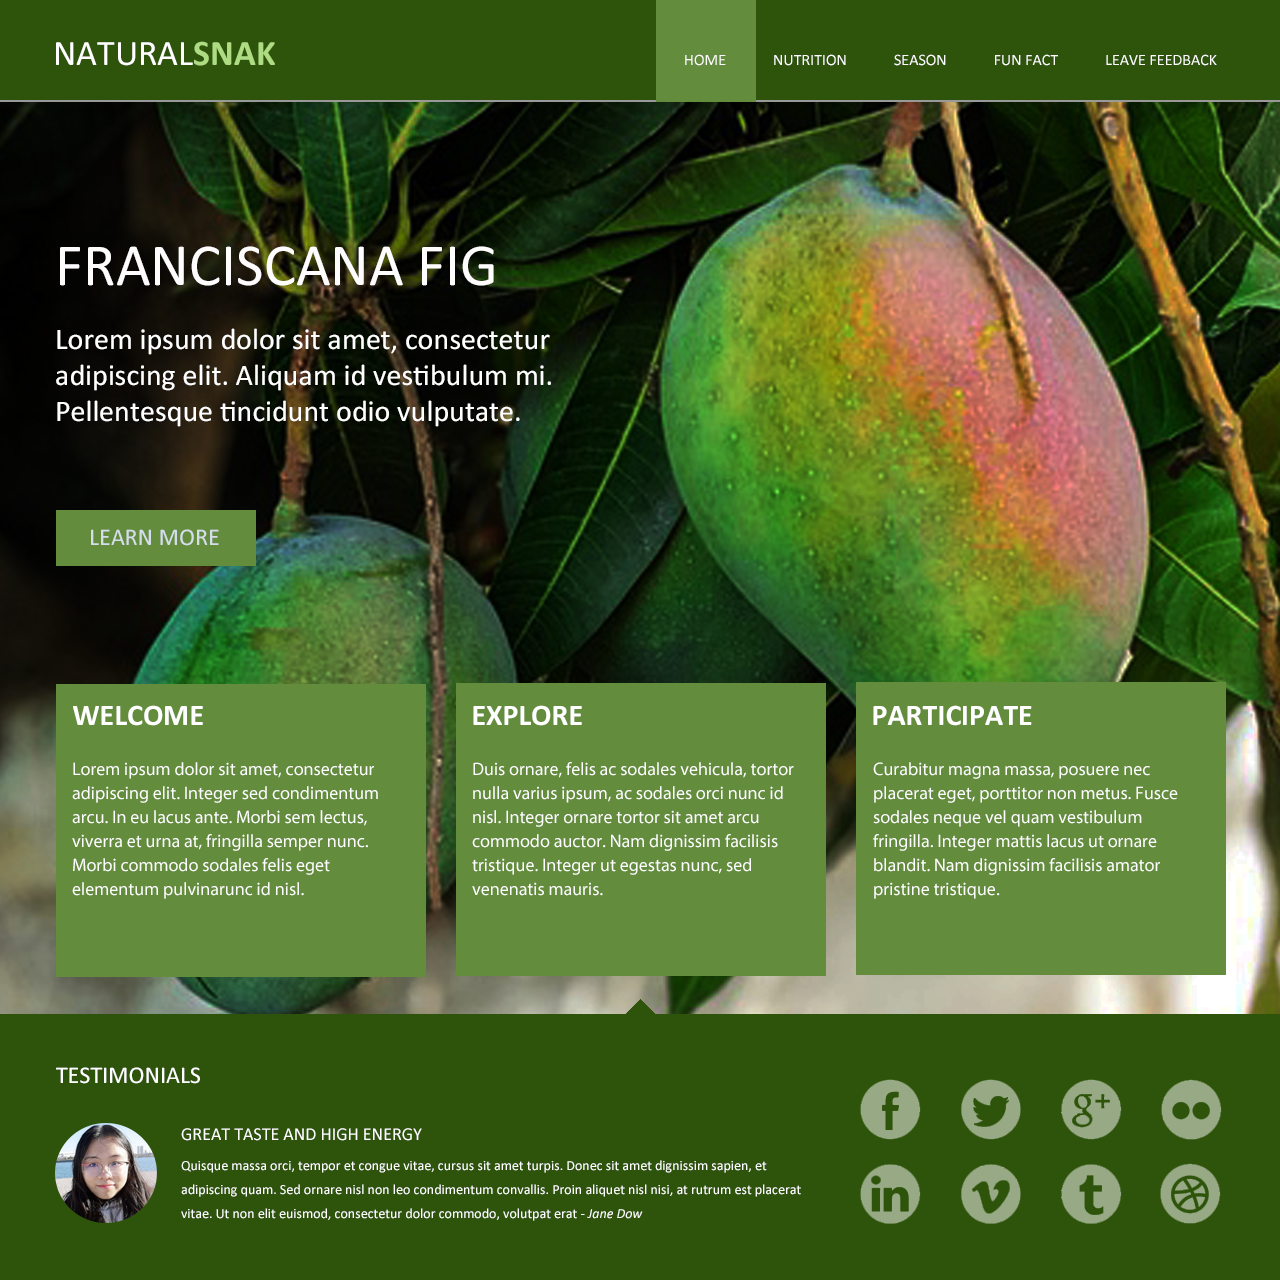 NATURALSNAK
HOME NUTRITION SEASON FUN FACT LEAVE FEEDBACK
FRANCISCANA FIG
Lorem ipsum dolor sit amet, consectetur
adipiscing elit. Aliquam id vestibulum mi.
Pellentesque tincidunt odio vulputate.
LEARN MORE
WELCOME
Lorem ipsum dolor sit amet, consectetur
adipiscing elit. Integer sed condimentum
arcu. In eu lacus ante. Morbi sem lectus,
viverra et urna at, fringilla semper nunc.
Morbi commodo sodales felis eget
elementum pulvinarunc id nisl.
EXPLORE
Duis ornare, felis ac sodales vehicula, tortor
nulla varius ipsum, ac sodales orci nunc id
nisl. Integer ornare tortor sit amet arcu
commodo auctor. Nam dignissim facilisis
tristique. Integer ut egestas nunc, sed
venenatis mauris.
PARTICIPATE
Curabitur magna massa, posuere nec
placerat eget, porttitor non metus. Fusce
sodales neque vel quam vestibulum
fringilla. Integer mattis lacus ut ornare
blandit. Nam dignissim facilisis amator
pristine tristique.
TESTIMONIALS
GREAT TASTE AND HIGH ENERGY
Quisque massa orci, tempor et congue vitae, cursus sit amet turpis. Donec sit amet dignissim sapien, et
adipiscing quam. Sed ornare nisl non leo condimentum convallis. Proin aliquet nisl nisi, at rutrum est placerat
vitae. Ut non elit euismod, consectetur dolor commodo, volutpat erat - Jane Dow
f g+
in v t